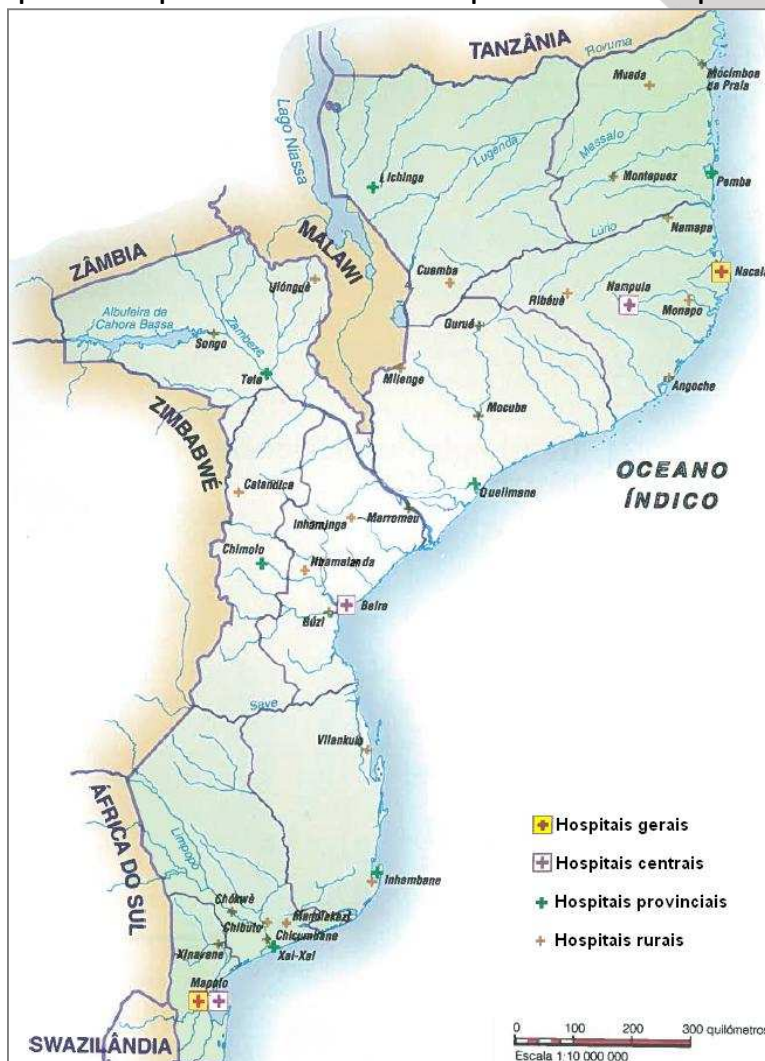 TANZÂNIA
Rovuma
Mueda
Mocímboa
da Praia
Lago Niassa
Lugenda
Messalo
Lichinga
Montepuez
Pemba
Lúrio
Namapa
ZÂMBIA
MALAWI
Cuamba
Nacala
Ulónguè
Ribáuè
Nampula
Monapo
Albufeira de
Cahora Bassa
Zambeze
Songo
Gurué
Tete
Milange
Angoche
Mocuba
ZIMBABWÉ
OCEANO
ÍNDICO
Catandica
Quelimane
Inhaminga
Marromeu
Chimoio
Nhamatanda
Beira
Búzi
Save
Vilankulo
ÁFRICA DO SUL
Limpopo
Hospitais gerais
Hospitais centrais
Inhambane
Hospitais provinciais
Chókwè
Chibuto
Manjakazi
Chicumbane
Hospitais rurais
Xinavane
Xai-Xai
Maputo
0 100 200 300 quilómetros
SWAZILÂNDIA
Escala 1:10 000 000